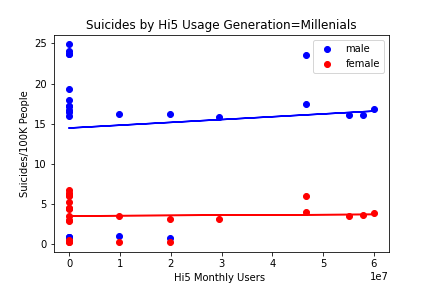 Suicides by Hi5 Usage Generation=Millenials
male
female
Suicides/100K People
25
20
15
10
5
0
0
1
2
3
4
5
6
1e7
Hi5 Monthly Users